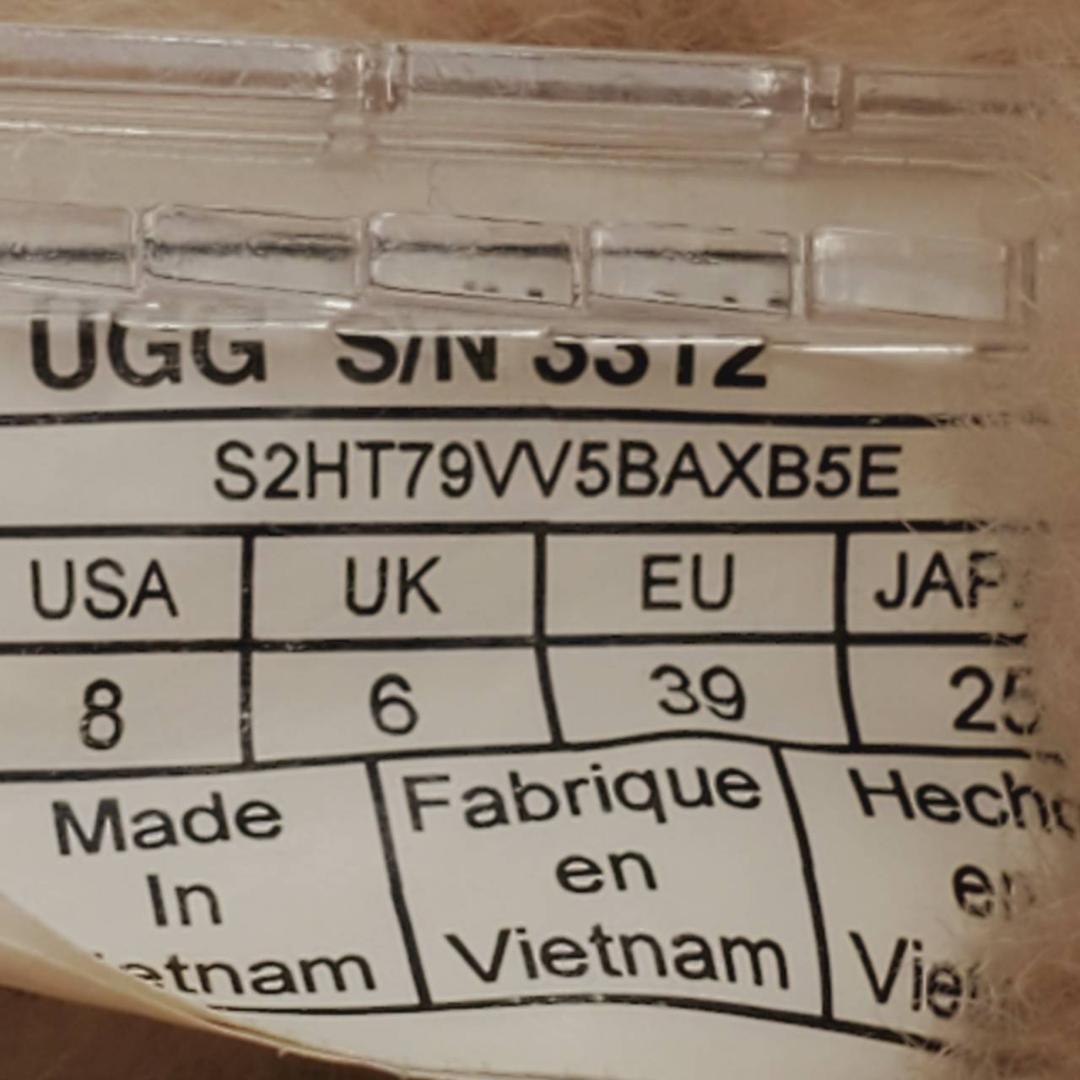 UGG S/N 3312
S2HT79VV5BAXB5E
USA UK EU
8 6 39
Made Fabrique
In en
Vietnam